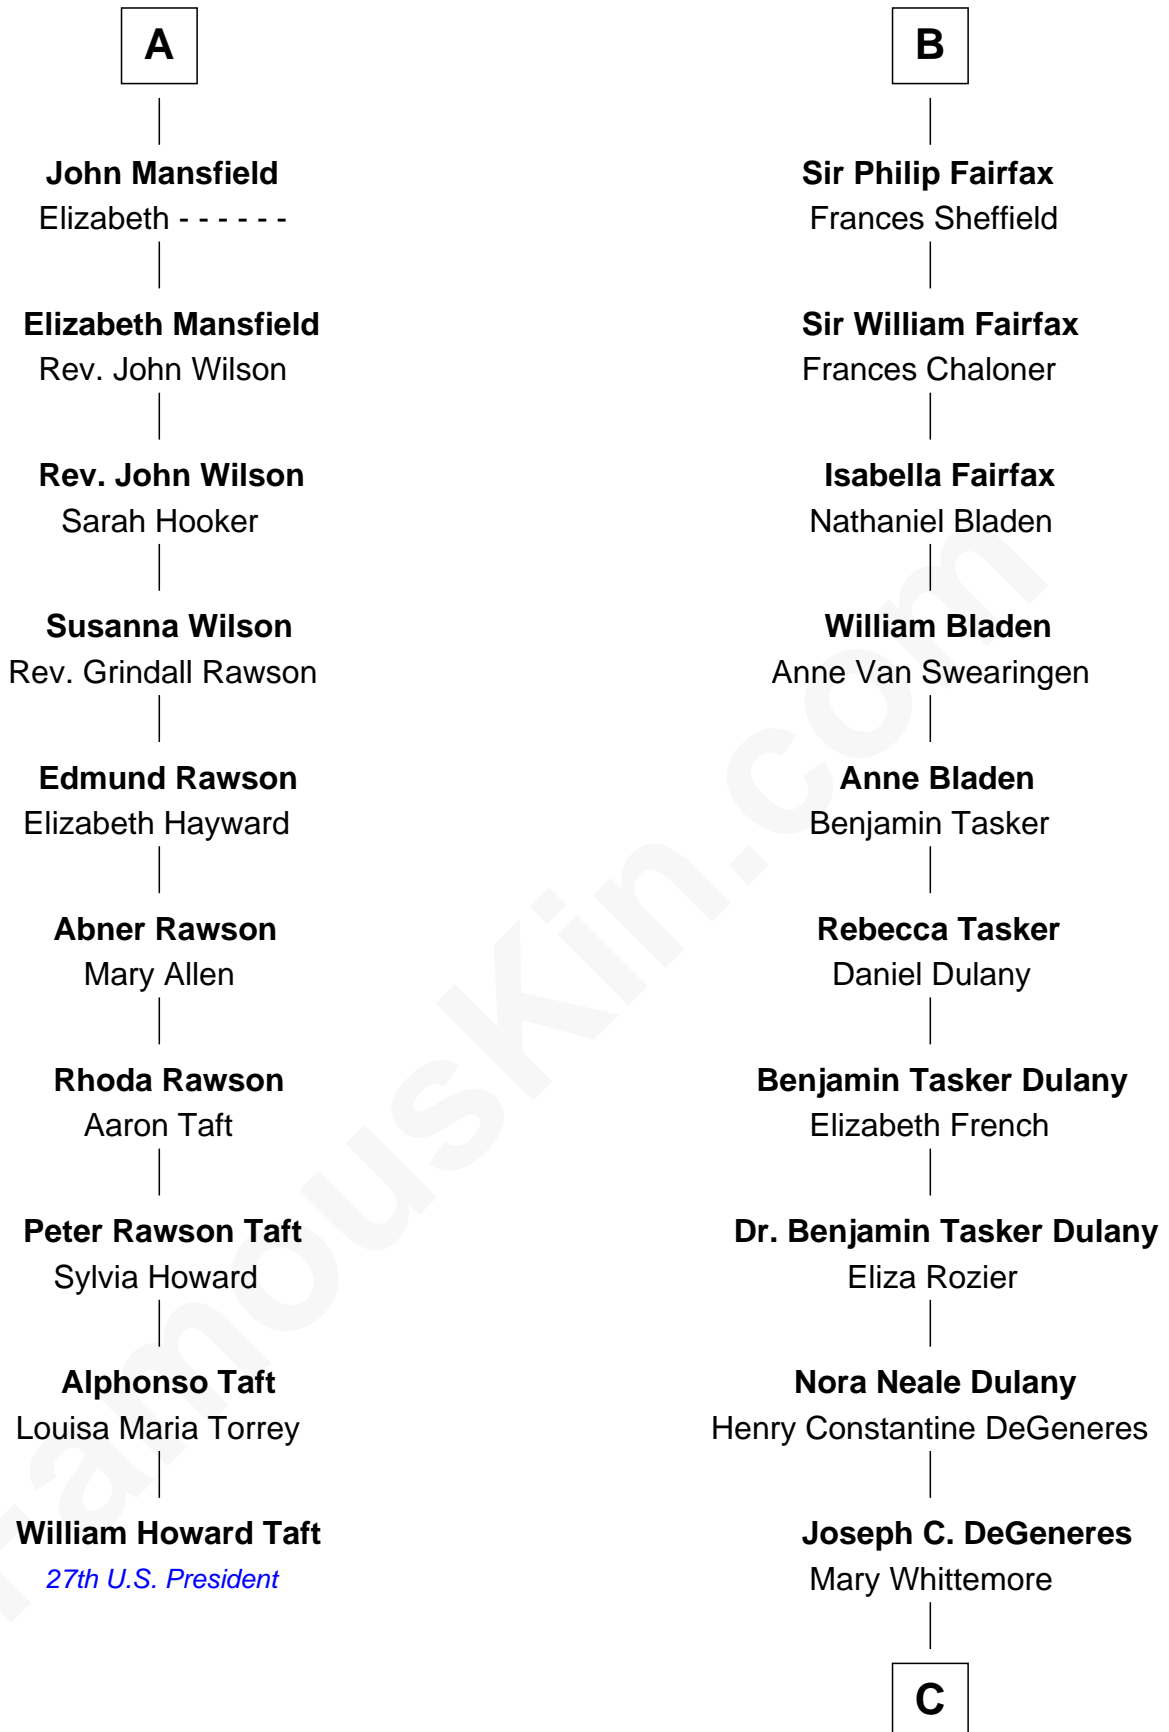 A
John Mansfield
Elizabeth - - - - - -
Elizabeth Mansfield
Rev. John Wilson
Rev. John Wilson
Sarah Hooker
Susanna Wilson
Rev. Grindall Rawson
Edmund Rawson
Elizabeth Hayward
Abner Rawson
Mary Allen
Rhoda Rawson
Aaron Taft
Peter Rawson Taft
Sylvia Howard
Alphonso Taft
Louisa Maria Torrey
William Howard Taft
27th U.S. President
B
Sir Philip Fairfax
Frances Sheffield
Sir William Fairfax
Frances Chaloner
Isabella Fairfax
Nathaniel Bladen
William Bladen
Anne Van Swearingen
Anne Bladen
Benjamin Tasker
Rebecca Tasker
Daniel Dulany
Benjamin Tasker Dulany
Elizabeth French
Dr. Benjamin Tasker Dulany
Eliza Rozier
Nora Neale Dulany
Henry Constantine DeGeneres
Joseph C. DeGeneres
Mary Whittemore
C
FamousKin.com